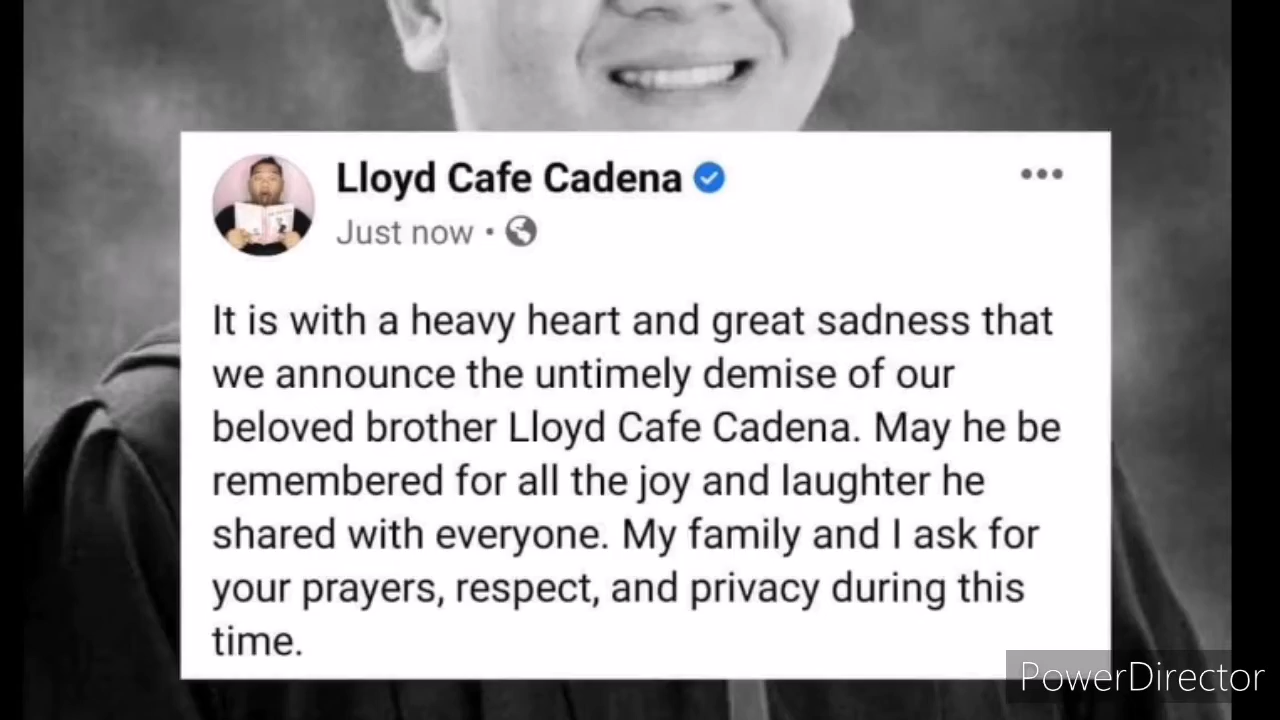 Lloyd Cafe Cadena
Just now •
It is with a heavy heart and great sadness that
we announce the untimely demise of our
beloved brother Lloyd Cafe Cadena. May he be
remembered for all the joy and laughter he
shared with everyone. My family and I ask for
your prayers, respect, and privacy during this
time.
PowerDirector